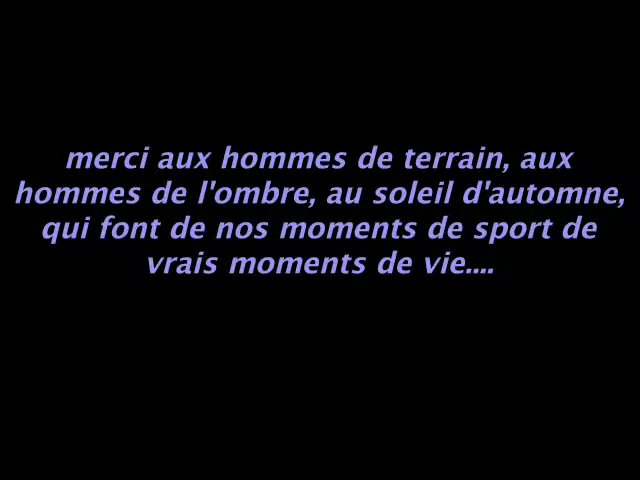 merci aux hommes de terrain, aux
hommes de l'ombre, au soleil d'automne,
qui font de nos moments de sport de
vrais moments de vie....